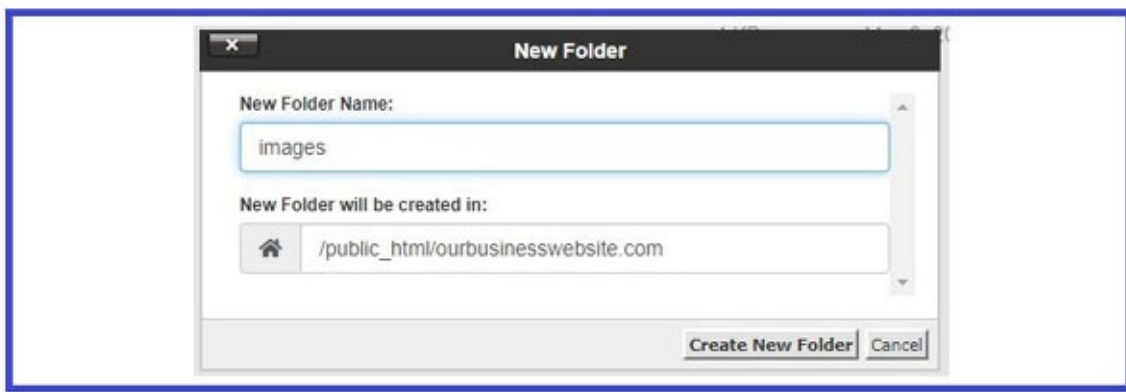 New Folder
New Folder Name:
images
New Folder will be created in:
/public_html/ourbusinesswebsite.com
Create New Folder Cancel